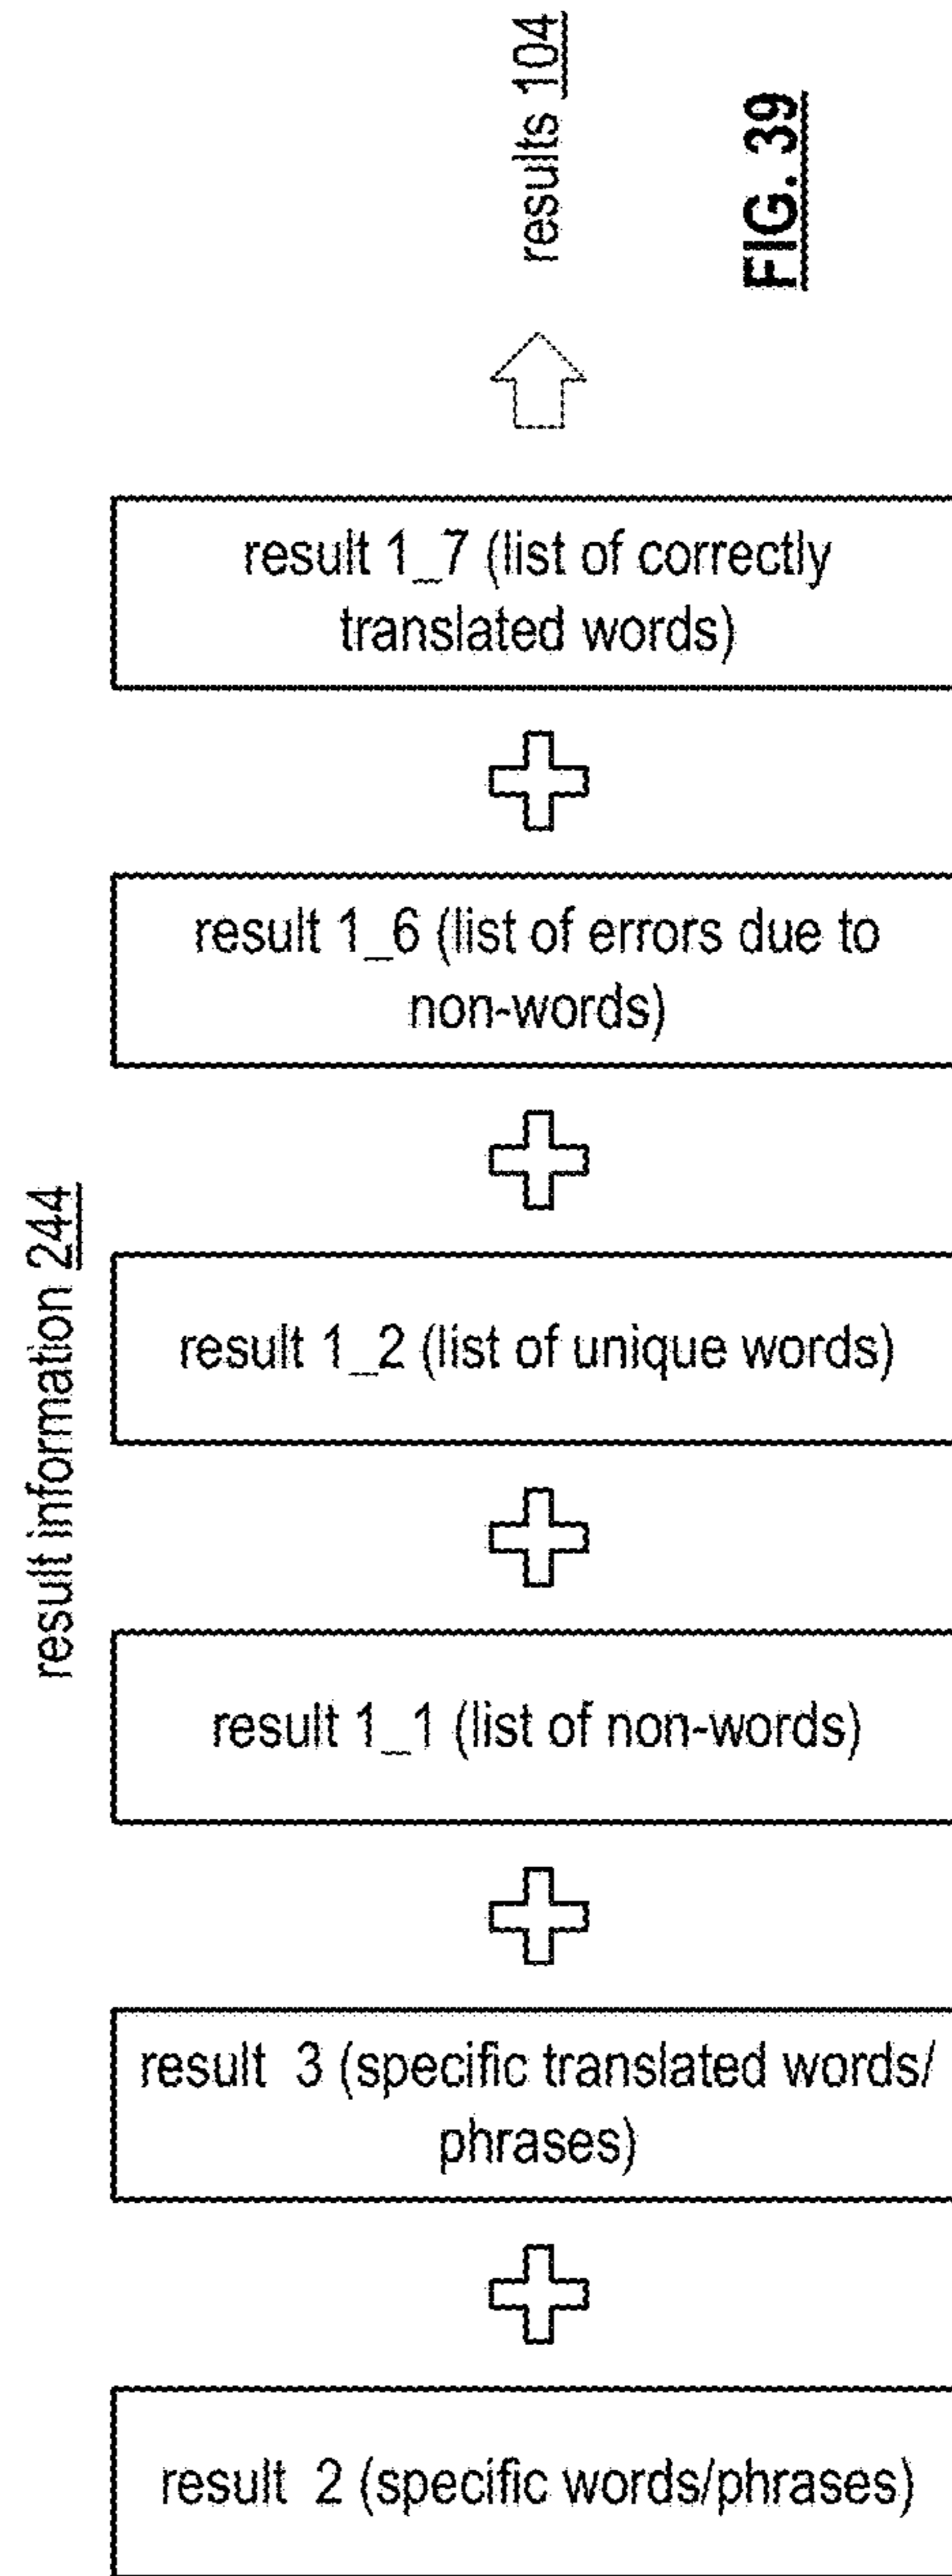 results 104
FIG. 39
result 1_7 (list of correctly
translated words)
result 1_6 (list of errors due to
non-words)
result information 244
result 1_2 (list of unique words)
result 1_1 (list of non-words)
result 3 (specific translated words/
phrases)
result 2 (specific words/phrases)